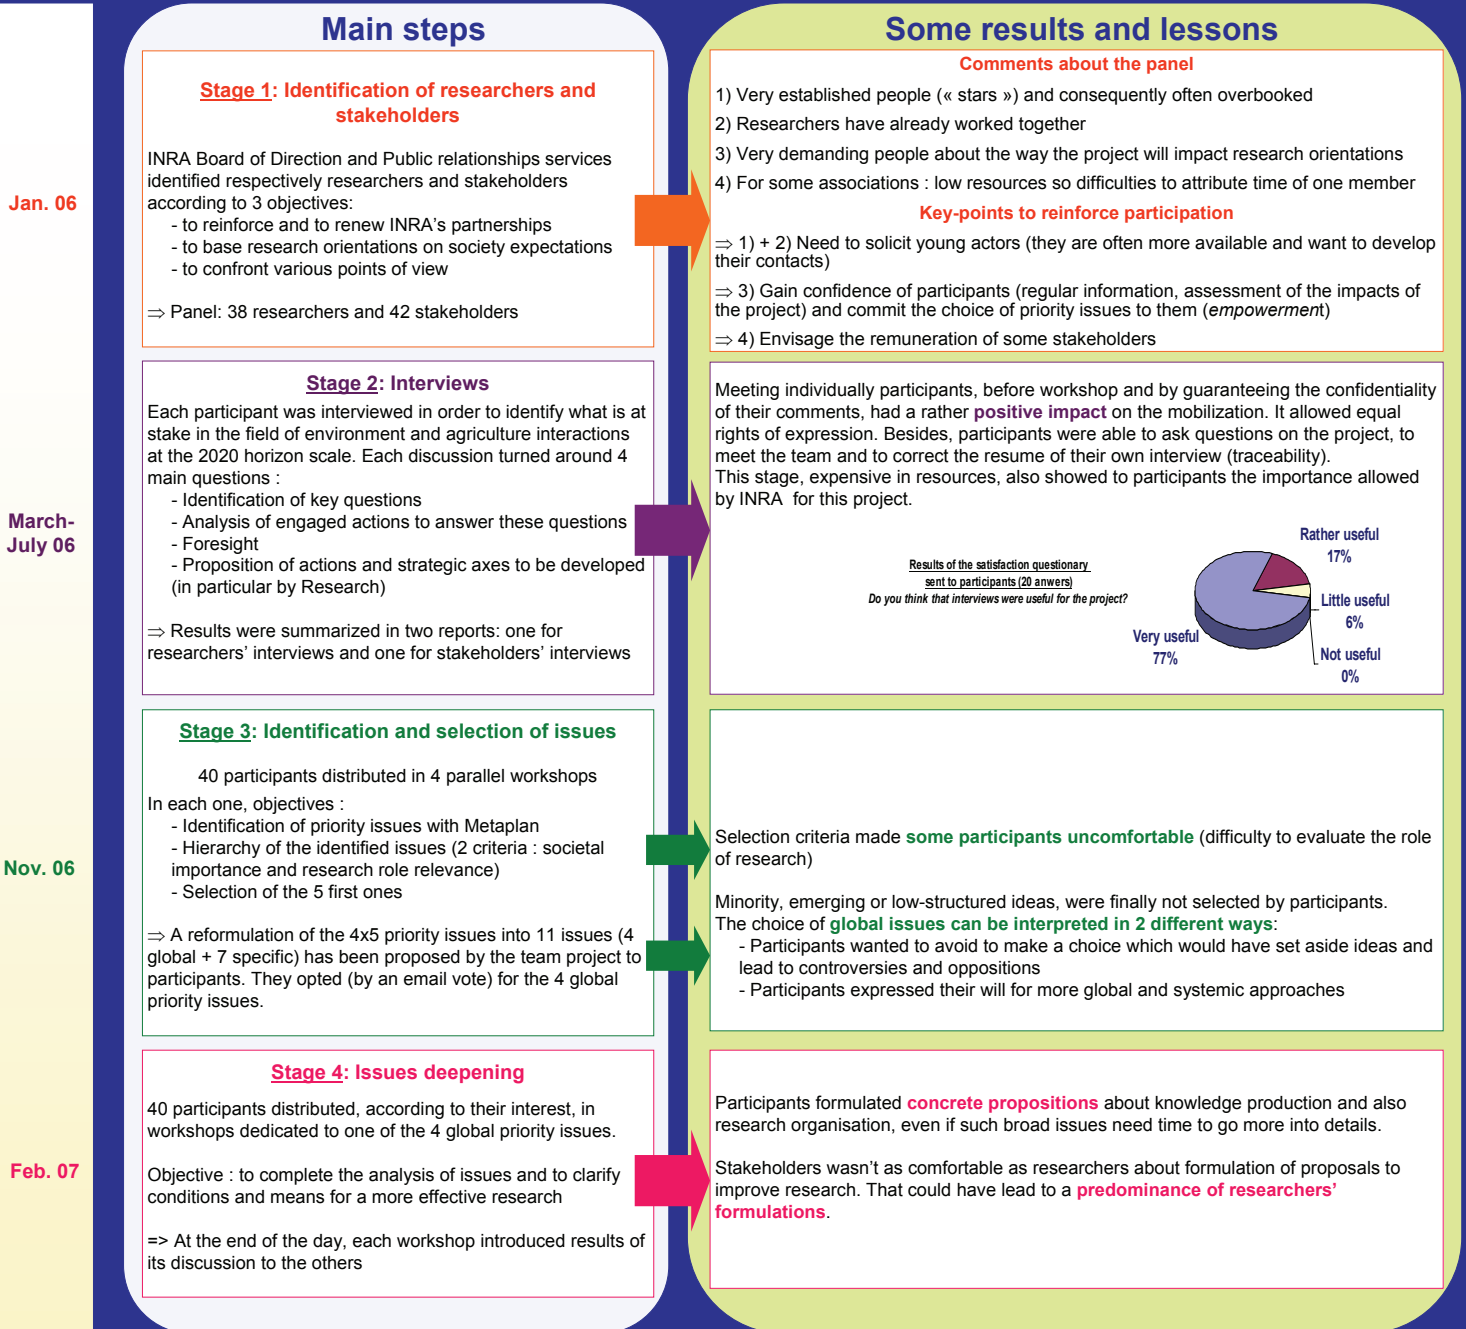 Main steps
Some results and lessons
Jan. 06
Stage 1: Identification of researchers and
stakeholders
INRA Board of Direction and Public relationships services
identified respectively researchers and stakeholders
according to 3 objectives:
- to reinforce and to renew INRA's partnerships
- to base research orientations on society expectations
- to confront various points of view
⇒ Panel: 38 researchers and 42 stakeholders
Comments about the panel
1) Very established people (« stars ») and consequently often overbooked
2) Researchers have already worked together
3) Very demanding people about the way the project will impact research orientations
4) For some associations : low resources so difficulties to attribute time of one member
Key-points to reinforce participation
⇒ 1) + 2) Need to solicit young actors (they are often more available and want to develop
their contacts)
⇒ 3) Gain confidence of participants (regular information, assessment of the impacts of
the project) and commit the choice of priority issues to them (empowerment)
⇒ 4) Envisage the remuneration of some stakeholders
March-
July 06
Stage 2: Interviews
Each participant was interviewed in order to identify what is at
stake in the field of environment and agriculture interactions
at the 2020 horizon scale. Each discussion turned around 4
main questions :
- Identification of key questions
- Analysis of engaged actions to answer these questions
- Foresight
- Proposition of actions and strategic axes to be developed
(in particular by Research)
⇒ Results were summarized in two reports: one for
researchers' interviews and one for stakeholders' interviews
Meeting individually participants, before workshop and by guaranteeing the confidentiality
of their comments, had a rather positive impact on the mobilization. It allowed equal
rights of expression. Besides, participants were able to ask questions on the project, to
meet the team and to correct the resume of their own interview (traceability).
This stage, expensive in resources, also showed to participants the importance allowed
by INRA for this project.
Results of the satisfaction questionary
sent to participants (20 anwers)
Do you think that interviews were useful for the project?
Rather useful
17%
Little useful
6%
Very useful
77%
Not useful
0%
Nov. 06
Stage 3: Identification and selection of issues
40 participants distributed in 4 parallel workshops
In each one, objectives :
- Identification of priority issues with Metaplan
- Hierarchy of the identified issues (2 criteria : societal
importance and research role relevance)
- Selection of the 5 first ones
⇒ A reformulation of the 4x5 priority issues into 11 issues (4
global + 7 specific) has been proposed by the team project to
participants. They opted (by an email vote) for the 4 global
priority issues.
Selection criteria made some participants uncomfortable (difficulty to evaluate the role
of research)
Minority, emerging or low-structured ideas, were finally not selected by participants.
The choice of global issues can be interpreted in 2 different ways:
- Participants wanted to avoid to make a choice which would have set aside ideas and
lead to controversies and oppositions
- Participants expressed their will for more global and systemic approaches
Feb. 07
Stage 4: Issues deepening
40 participants distributed, according to their interest, in
workshops dedicated to one of the 4 global priority issues.
Objective : to complete the analysis of issues and to clarify
conditions and means for a more effective research
=> At the end of the day, each workshop introduced results of
its discussion to the others
Participants formulated concrete propositions about knowledge production and also
research organisation, even if such broad issues need time to go more into details.
Stakeholders wasn't as comfortable as researchers about formulation of proposals to
improve research. That could have lead to a predominance of researchers'
formulations.